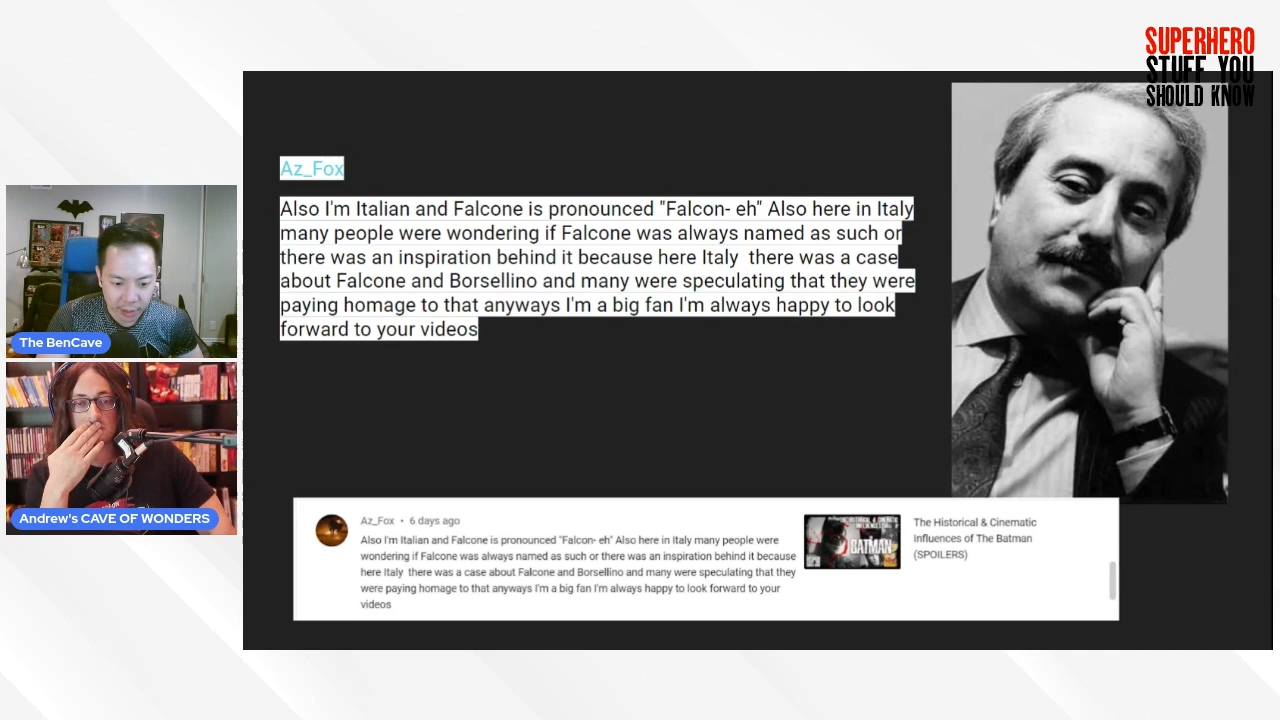 SUPERHERO
STUFF YOU
SHOULD KNOW
Az_Fox
Also I'm Italian and Falcone is pronounced "Falcon- eh" Also here in Italy
many people were wondering if Falcone was always named as such or
there was an inspiration behind it because here Italy  there was a case
about Falcone and Borsellino and many were speculating that they were
paying homage to that anyways I'm a big fan I'm always happy to look
forward to your videos
The BenCave
Andrew's CAVE OF WONDERS
Az_Fox • 6 days ago
Also I'm Italian and Falcone is pronounced "Falcon- eh" Also here in Italy many people were
wondering if Falcone was always named as such or there was an inspiration behind it because
here Italy  there was a case about Falcone and Borsellino and many were speculating that they
were paying homage to that anyways I'm a big fan I'm always happy to look forward to your
videos
BATMAN
The Historical & Cinematic
Influences of The Batman
(SPOILERS)